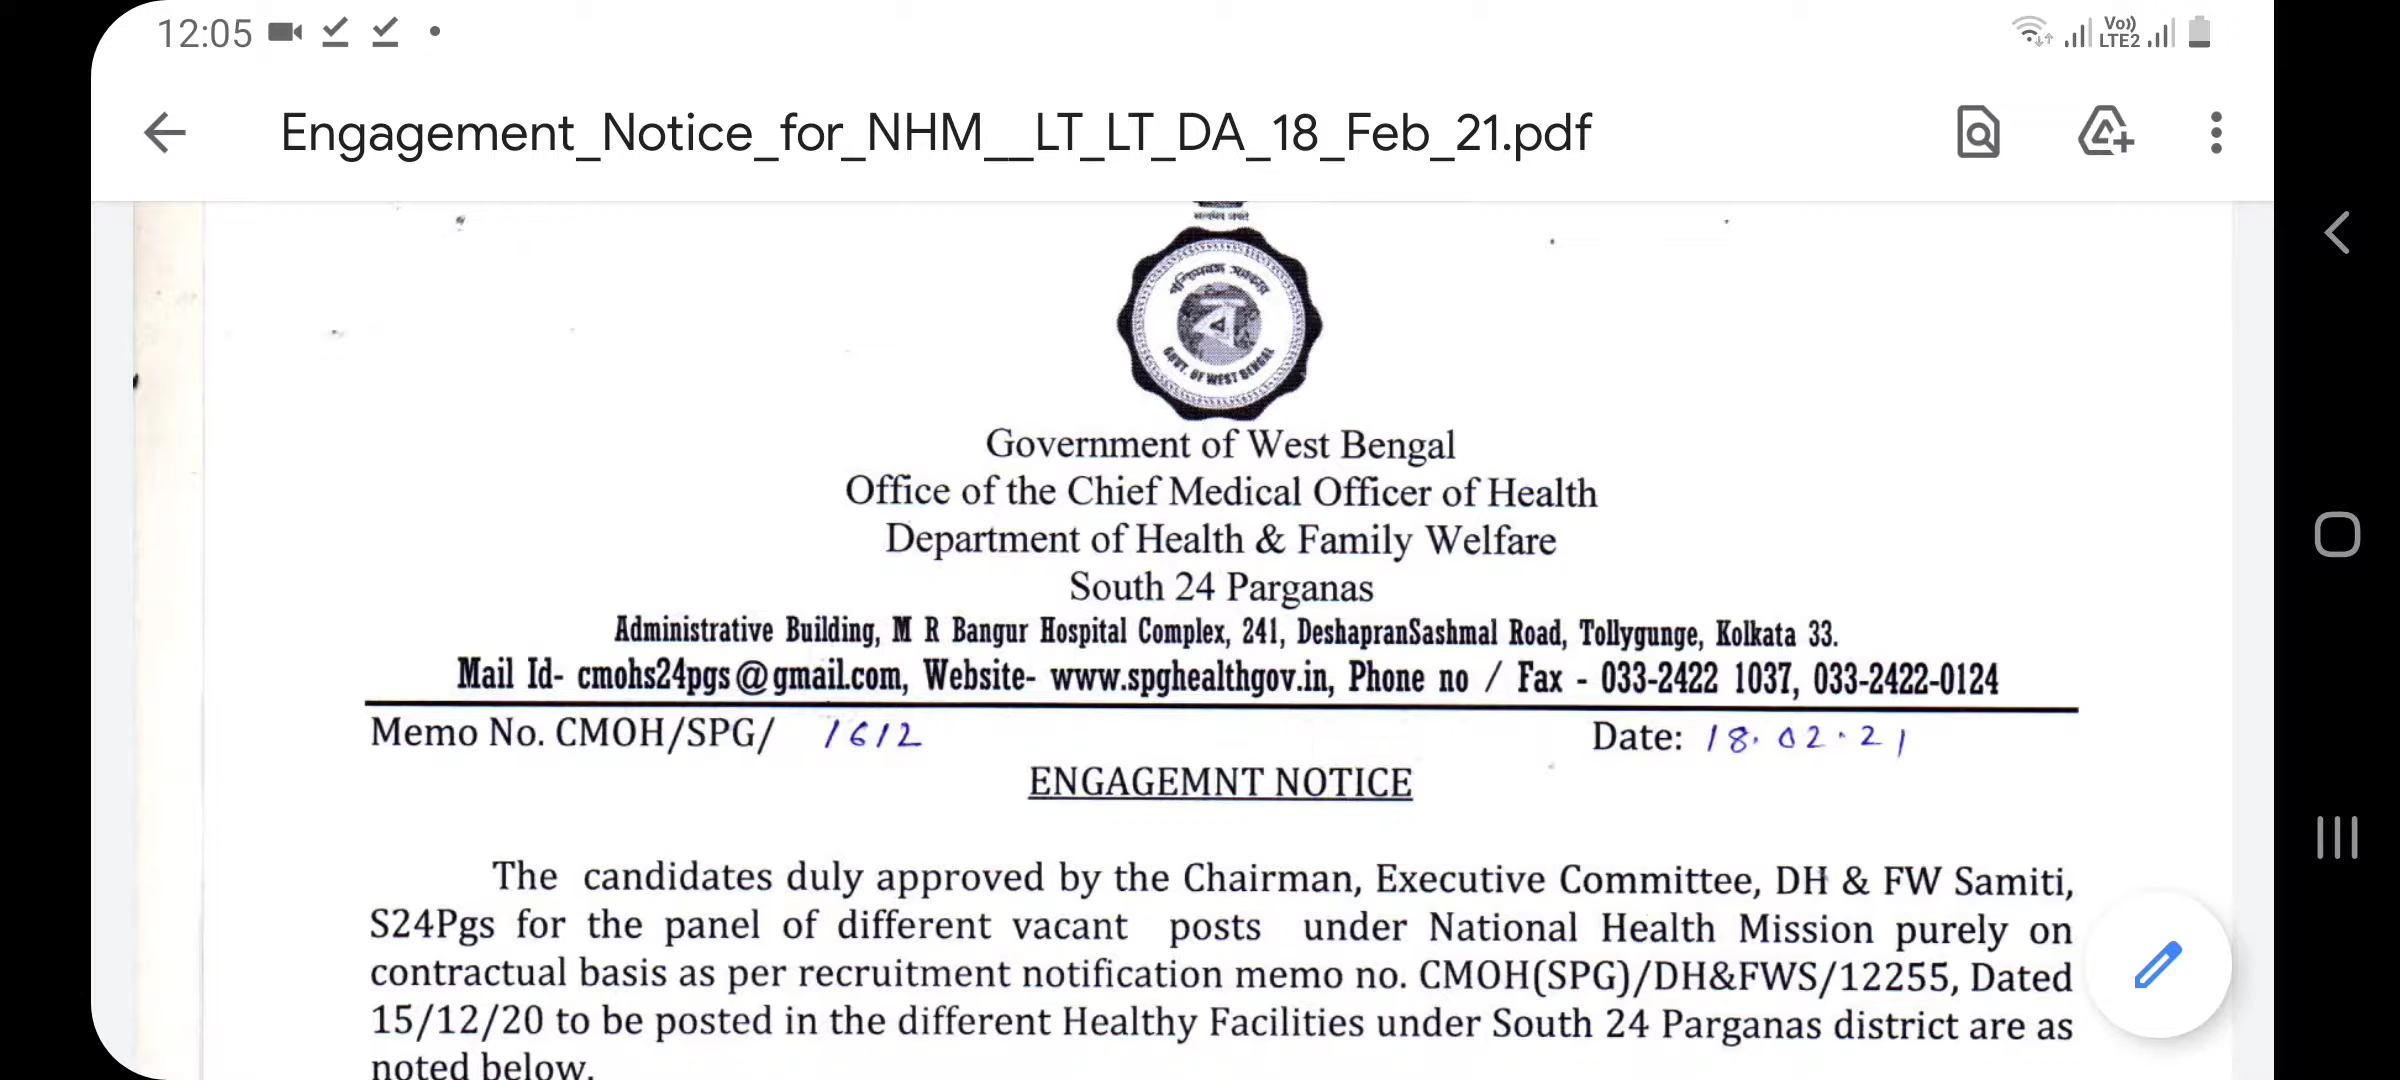 12:05 Vo)) LTE2
Engagement_Notice_for_NHM__LT_LT_DA_18_Feb_21.pdf
GOVT. OF WEST BENGAL
Government of West Bengal
Office of the Chief Medical Officer of Health
Department of Health & Family Welfare
South 24 Parganas
Administrative Building, M R Bangur Hospital Complex, 241, DeshapranSashmal Road, Tollygunge, Kolkata 33.
Mail Id- cmohs24pgs@gmail.com, Website- www.spghealthgov.in, Phone no / Fax - 033-2422 1037, 033-2422-0124
Memo No. CMOH/SPG/ 1612 Date: 18.02.21
ENGAGEMNT NOTICE
The candidates duly approved by the Chairman, Executive Committee, DH & FW Samiti,
S24Pgs for the panel of different vacant posts under National Health Mission purely on
contractual basis as per recruitment notification memo no. CMOH(SPG)/DH&FWS/12255, Dated
15/12/20 to be posted in the different Healthy Facilities under South 24 Parganas district are as
noted below.